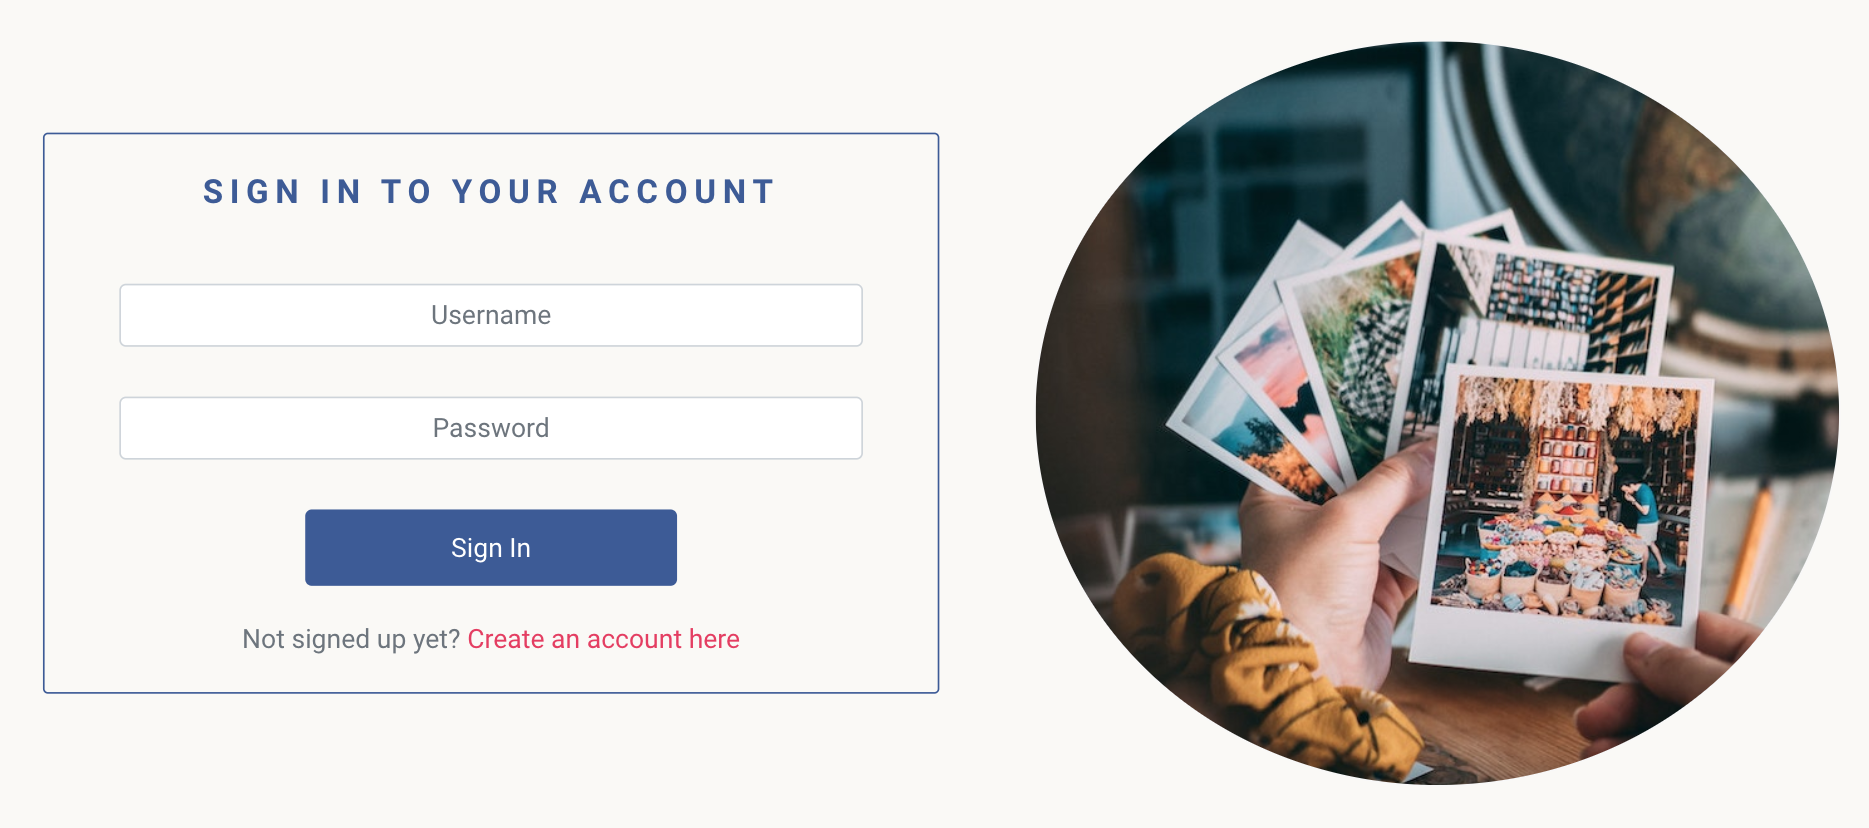 SIGN IN TO YOUR ACCOUNT
Username
Password
Sign In
Not signed up yet? Create an account here